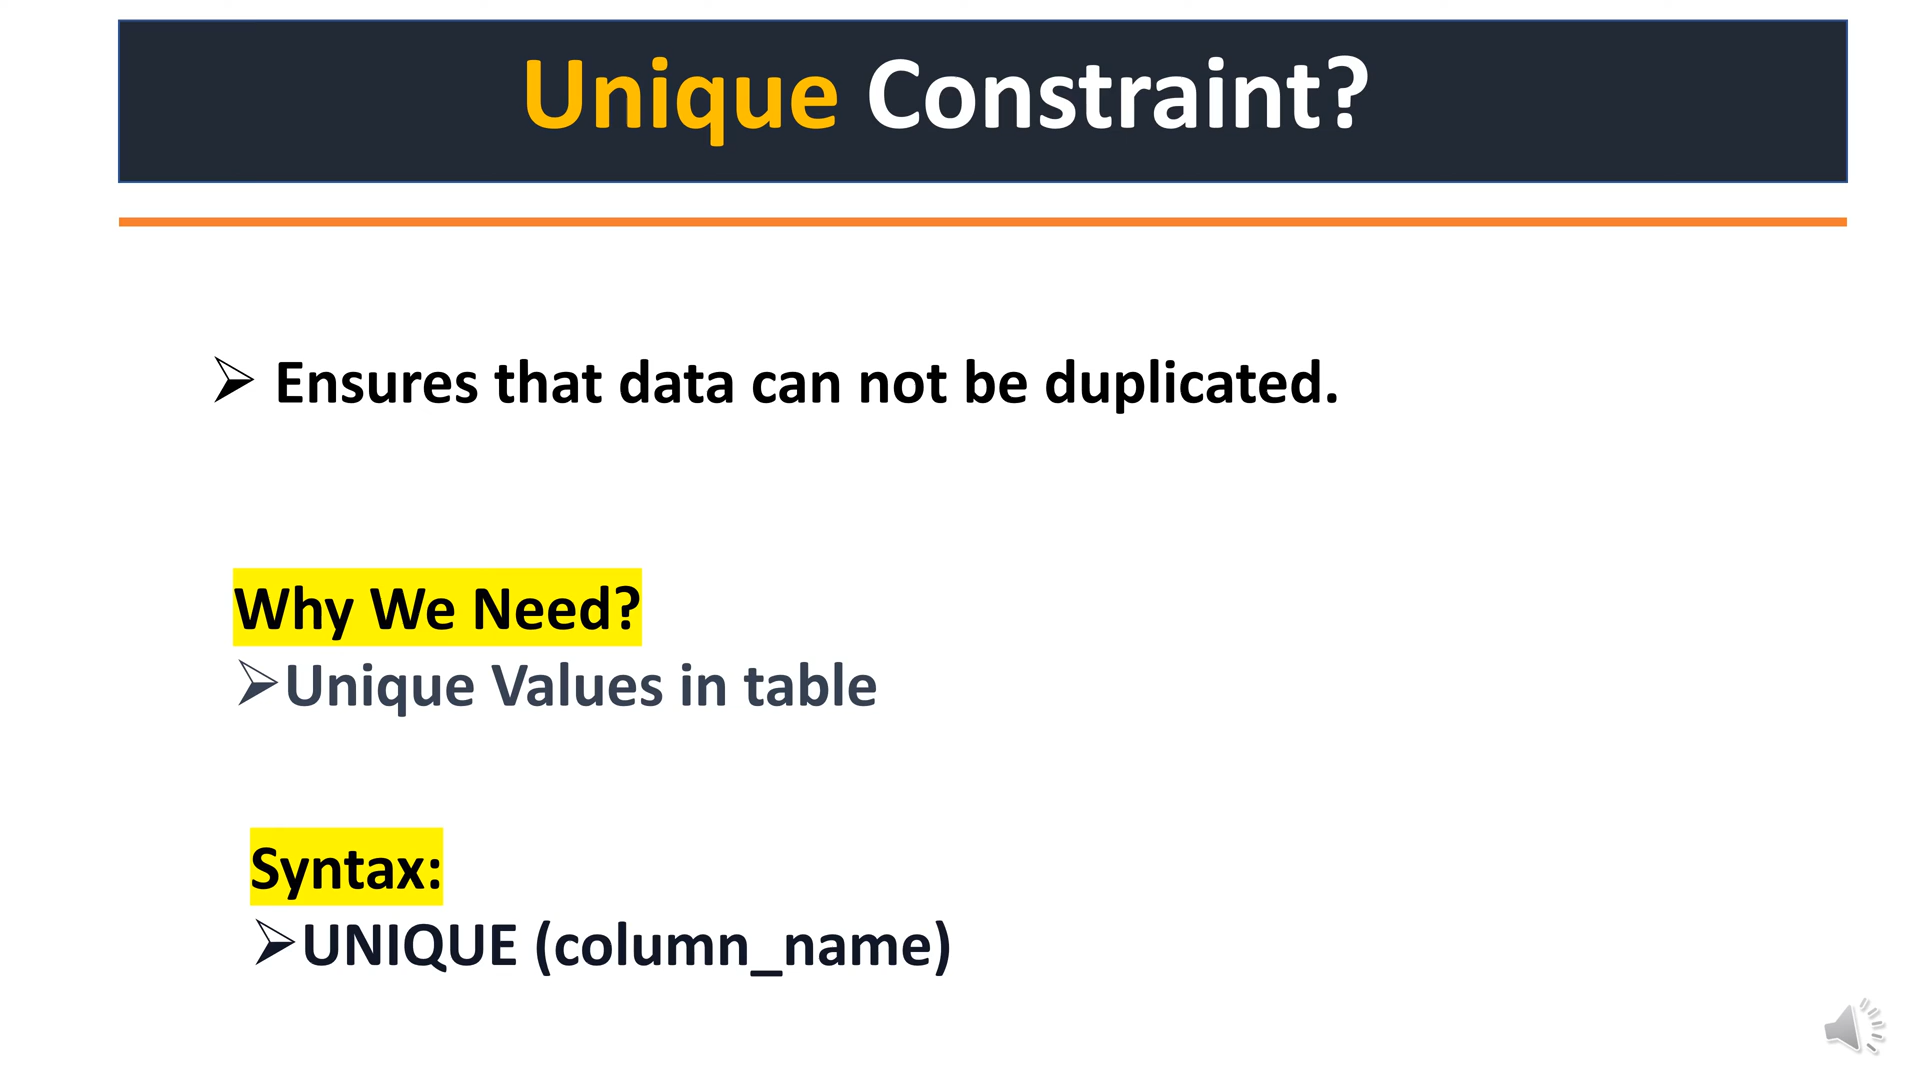 Unique Constraint?
➢ Ensures that data can not be duplicated.
Why We Need?
➢Unique Values in table
Syntax:
➢UNIQUE (column_name)